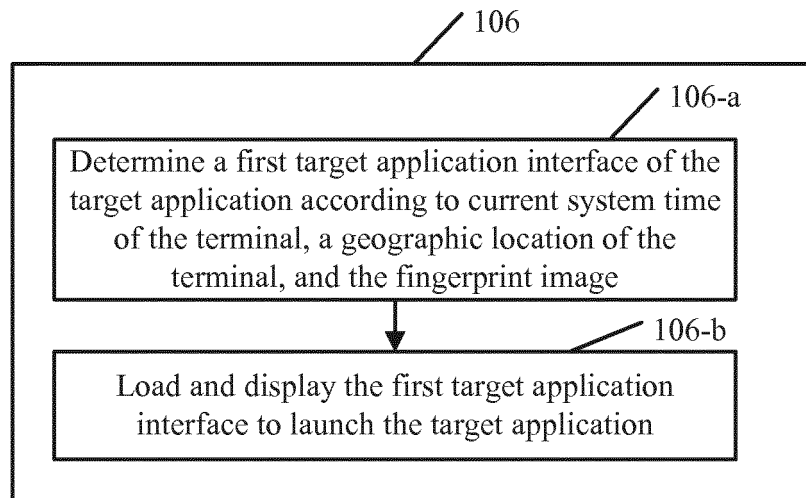 106
106-a
Determine a first target application interface of the
target application according to current system time
of the terminal, a geographic location of the
terminal, and the fingerprint image
106-b
Load and display the first target application
interface to launch the target application